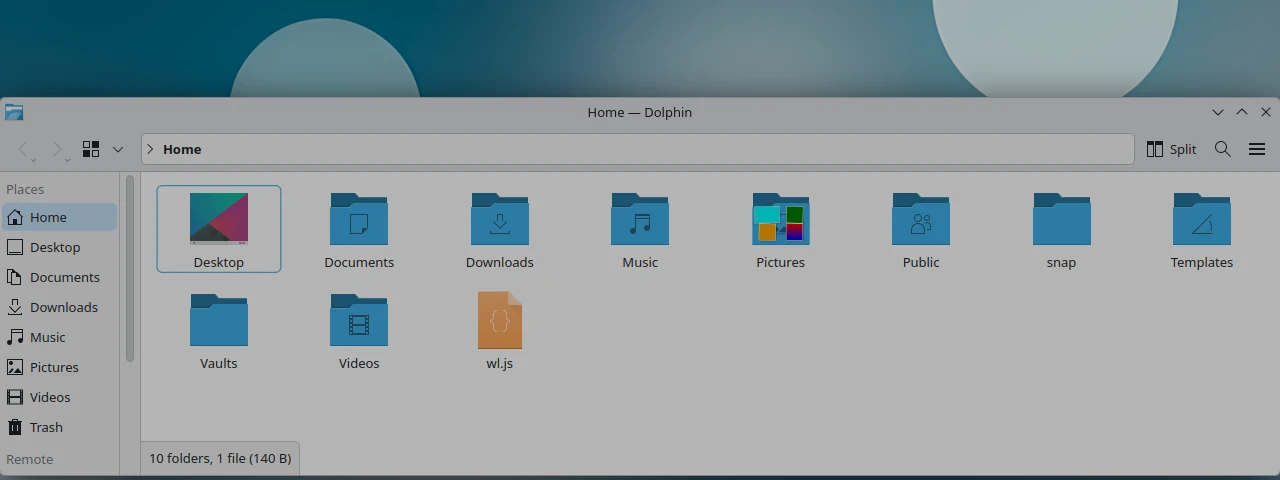 Home — Dolphin
Home
Split
Places
Home
Desktop
Documents
Downloads
Music
Pictures
Videos
Trash
Remote
Desktop
Documents
Downloads
Music
Pictures
Public
snap
Templates
Vaults
Videos
wl.js
10 folders, 1 file (140 B)